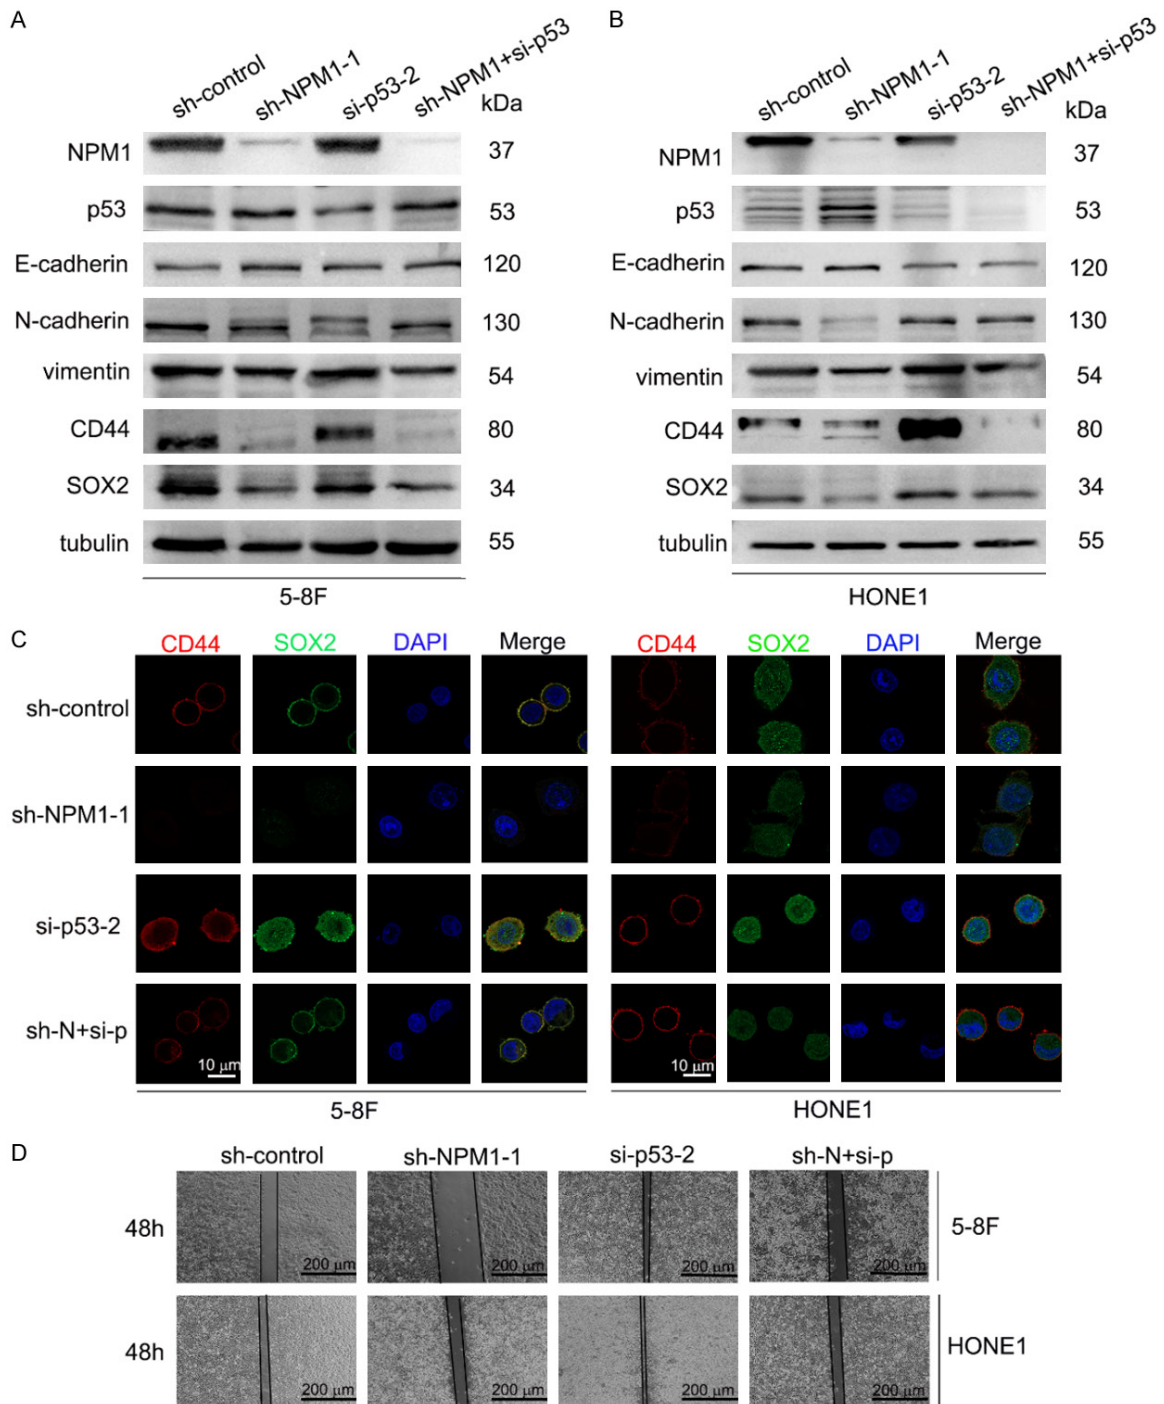 A
B
sh-control sh-NPM1-1 si-p53-2 sh-NPM1+si-p53 kDa
sh-control sh-NPM1-1 si-p53-2 sh-NPM1+si-p53 kDa
NPM1 37
NPM1 37
p53 53
p53 53
E-cadherin 120
E-cadherin 120
N-cadherin 130
N-cadherin 130
vimentin 54
vimentin 54
CD44 80
CD44 80
SOX2 34
SOX2 34
tubulin 55
tubulin 55
5-8F
HONE1
C
CD44 SOX2 DAPI Merge CD44 SOX2 DAPI Merge
sh-control
sh-NPM1-1
si-p53-2
sh-N+si-p
10 μm 10 μm
5-8F HONE1
D
sh-control sh-NPM1-1 si-p53-2 sh-N+si-p
48h 5-8F
200 μm 200 μm 200 μm 200 μm
48h HONE1
200 μm 200 μm 200 μm 200 μm